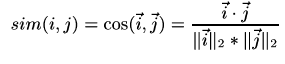 sim(i, j) = cos(\vec{i}, \vec{j}) = \frac{\vec{i} \cdot \vec{j}}{\|\vec{i}\|_2 * \|\vec{j}\|_2}